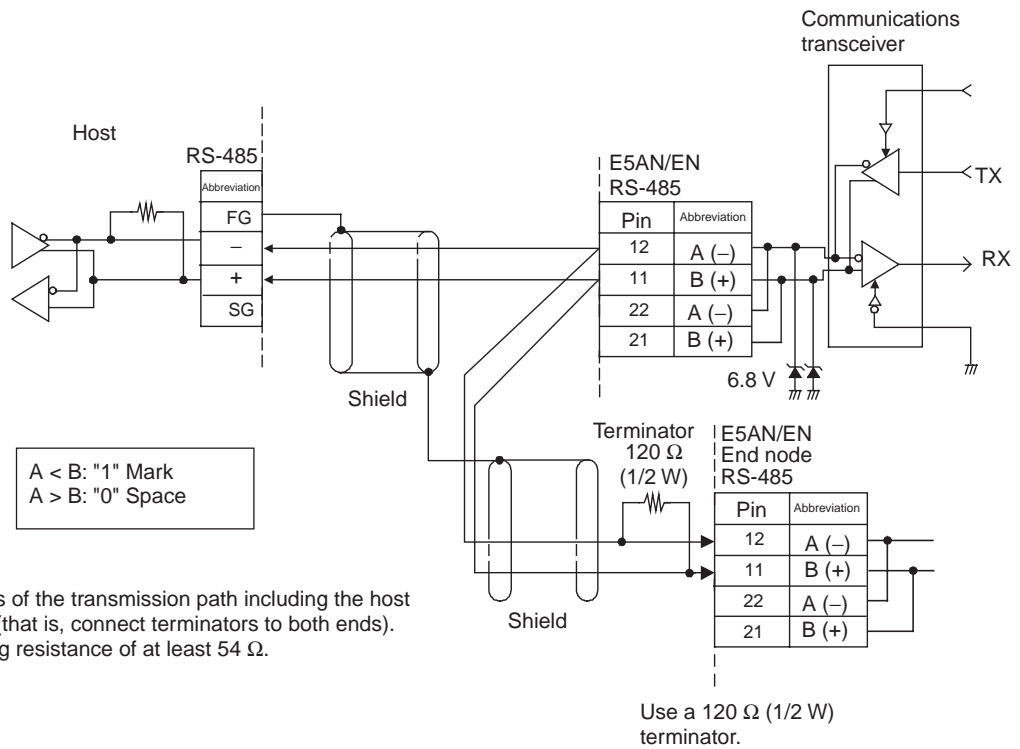 Communications
transceiver
Host
RS-485
Abbreviation
FG
−
+
SG
Shield
E5AN/EN
RS-485
Pin Abbreviation
12 A (−)
11 B (+)
22 A (−)
21 B (+)
TX
RX
6.8 V
A < B: "1" Mark
A > B: "0" Space
Terminator
120 Ω
(1/2 W)
E5AN/EN
End node
RS-485
Pin Abbreviation
12 A (−)
11 B (+)
22 A (−)
21 B (+)
Shield
s of the transmission path including the host
(that is, connect terminators to both ends).
g resistance of at least 54 Ω.
Use a 120 Ω (1/2 W)
terminator.